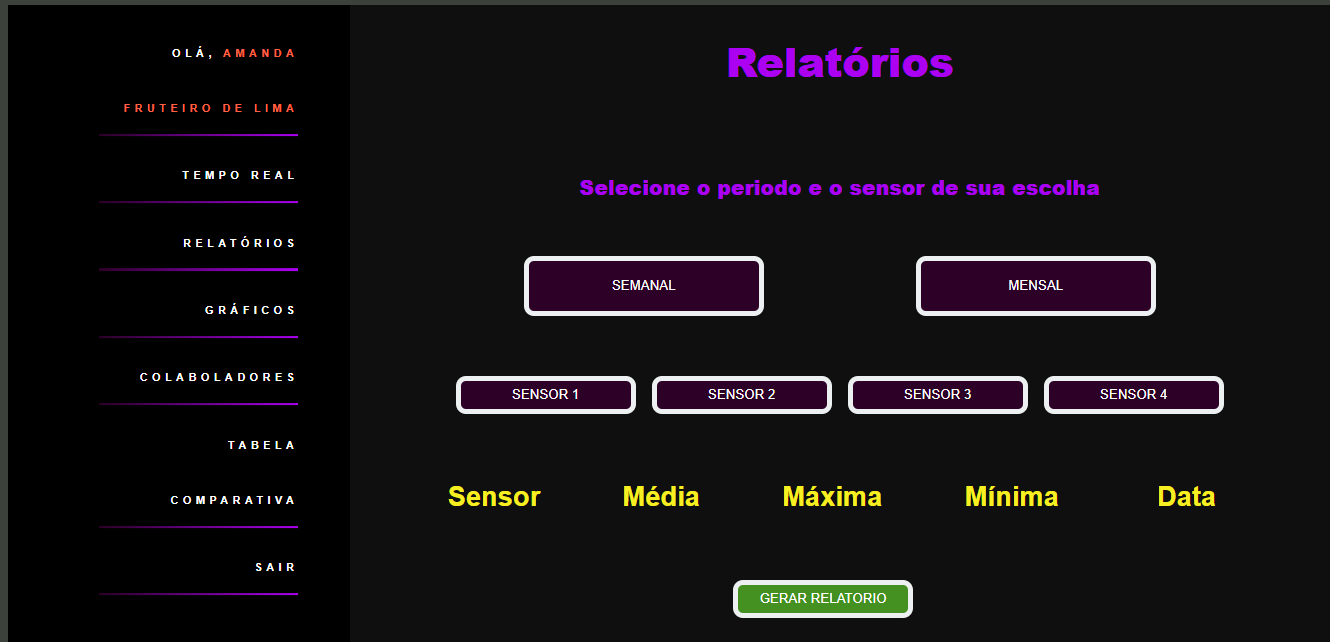 OLÁ, AMANDA
FRUTEIRO DE LIMA
TEMPO REAL
RELATÓRIOS
GRÁFICOS
COLABOLADORES
TABELA
COMPARATIVA
SAIR
Relatórios
Selecione o periodo e o sensor de sua escolha
SEMANAL MENSAL
SENSOR 1 SENSOR 2 SENSOR 3 SENSOR 4
Sensor Média Máxima Mínima Data
GERAR RELATORIO